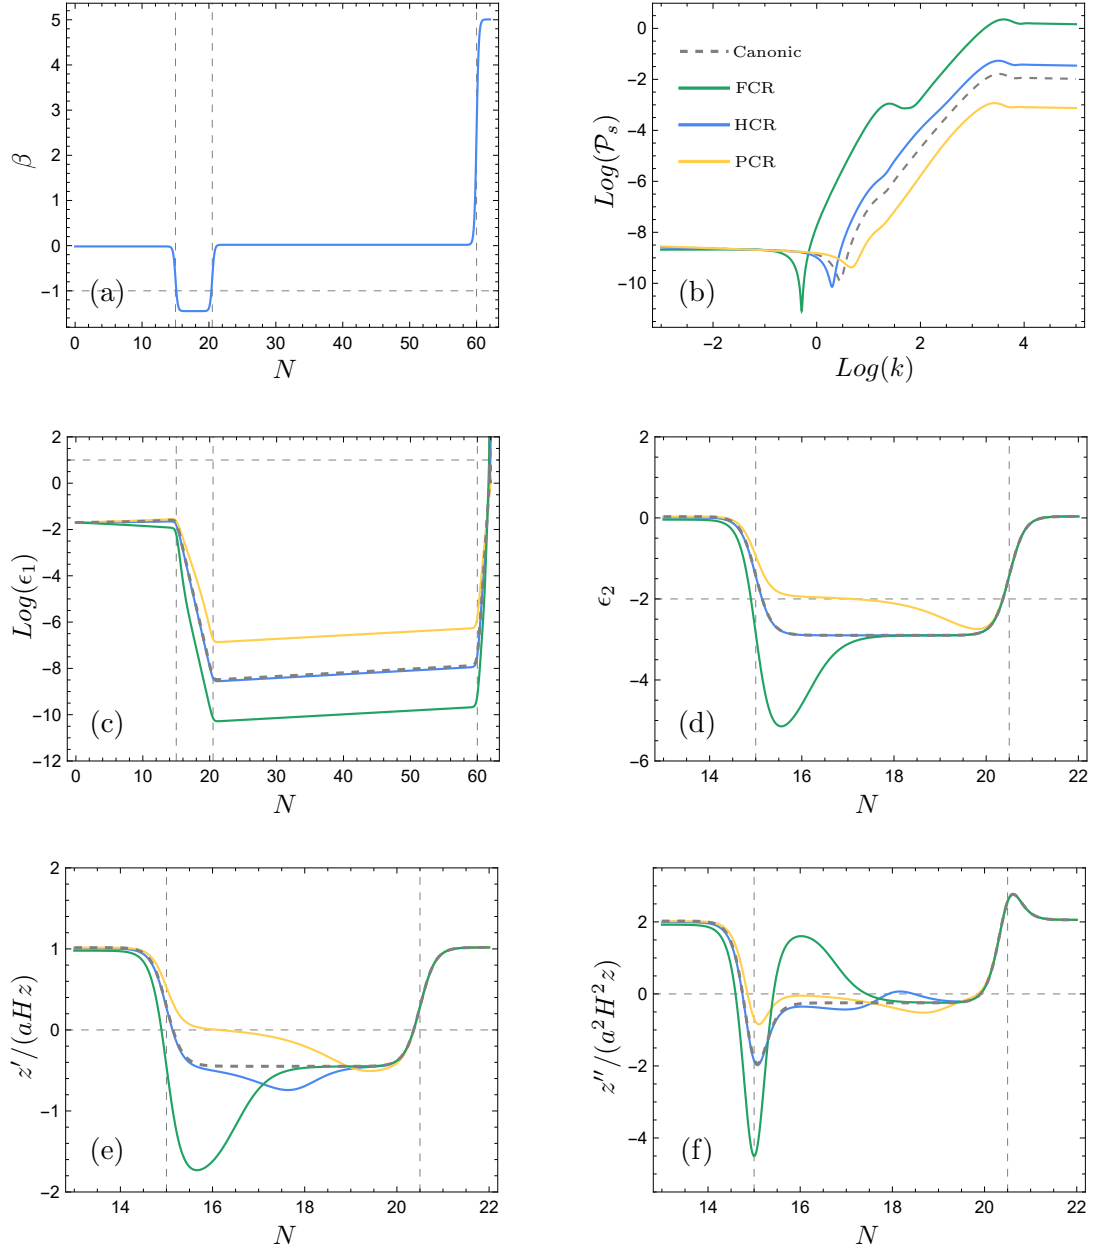 5
4
3
2
1
0
−1
β
(a)
0 10 20 30 40 50 60
N
0
−2
−4
−6
−8
−10
Log(𝒫s)
Canonic
FCR
HCR
PCR
(b)
−2 0 2 4
Log(k)
2
0
−2
−4
−6
−8
−10
−12
Log(ϵ1)
(c)
0 10 20 30 40 50 60
N
2
0
−2
−4
−6
ϵ2
(d)
14 16 18 20 22
N
2
1
0
−1
−2
z′/(aHz)
(e)
14 16 18 20 22
N
2
0
−2
−4
z″/(a²H²z)
(f)
14 16 18 20 22
N